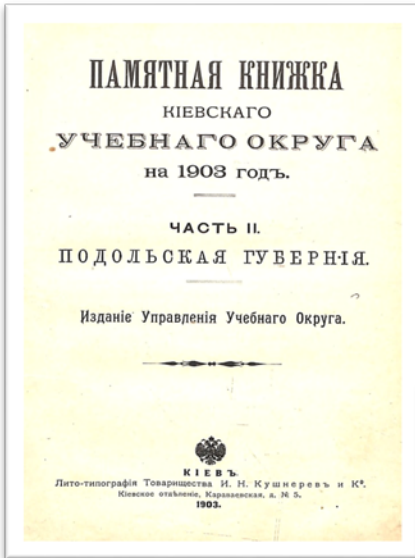 ПАМЯТНАЯ КНИЖКА
КІЕВСКАГО
УЧЕБНАГО ОКРУГА
на 1903 годъ.
ЧАСТЬ II.
ПОДОЛЬСКАЯ ГУБЕРНІЯ.
Изданіе Управленія Учебнаго Округа.
КІЕВЪ.
Лито-типографія Товарищества И. Н. Кушнеревъ и Кº.
Кіевское отдѣленіе, Караваевская, д. № 5.
1903.